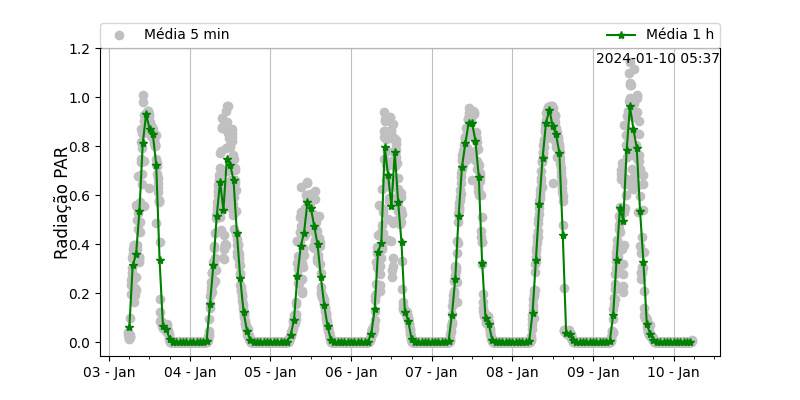 Média 5 min
Média 1 h
2024-01-10 05:37
Radiação PAR
1.2
1.0
0.8
0.6
0.4
0.2
0.0
03 - Jan 04 - Jan 05 - Jan 06 - Jan 07 - Jan 08 - Jan 09 - Jan 10 - Jan